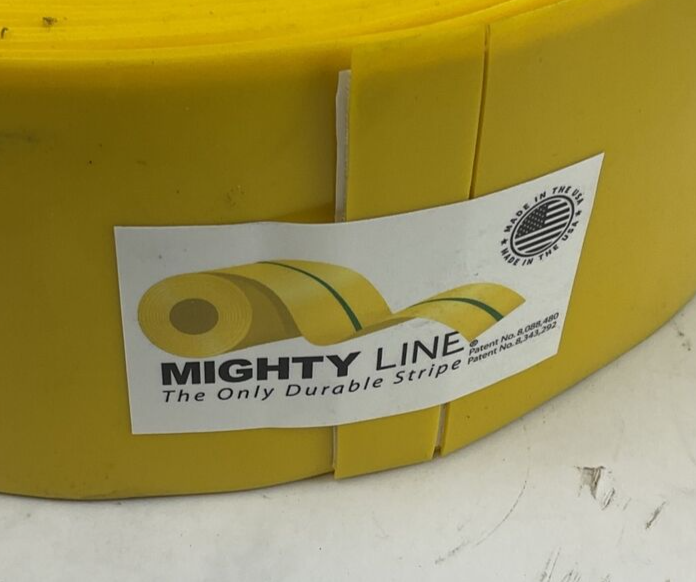 MADE IN THE USA
MADE IN THE USA
MIGHTY LINE®
The Only Durable Stripe
Patent No. 8,088,480
Patent No. 8,343,292